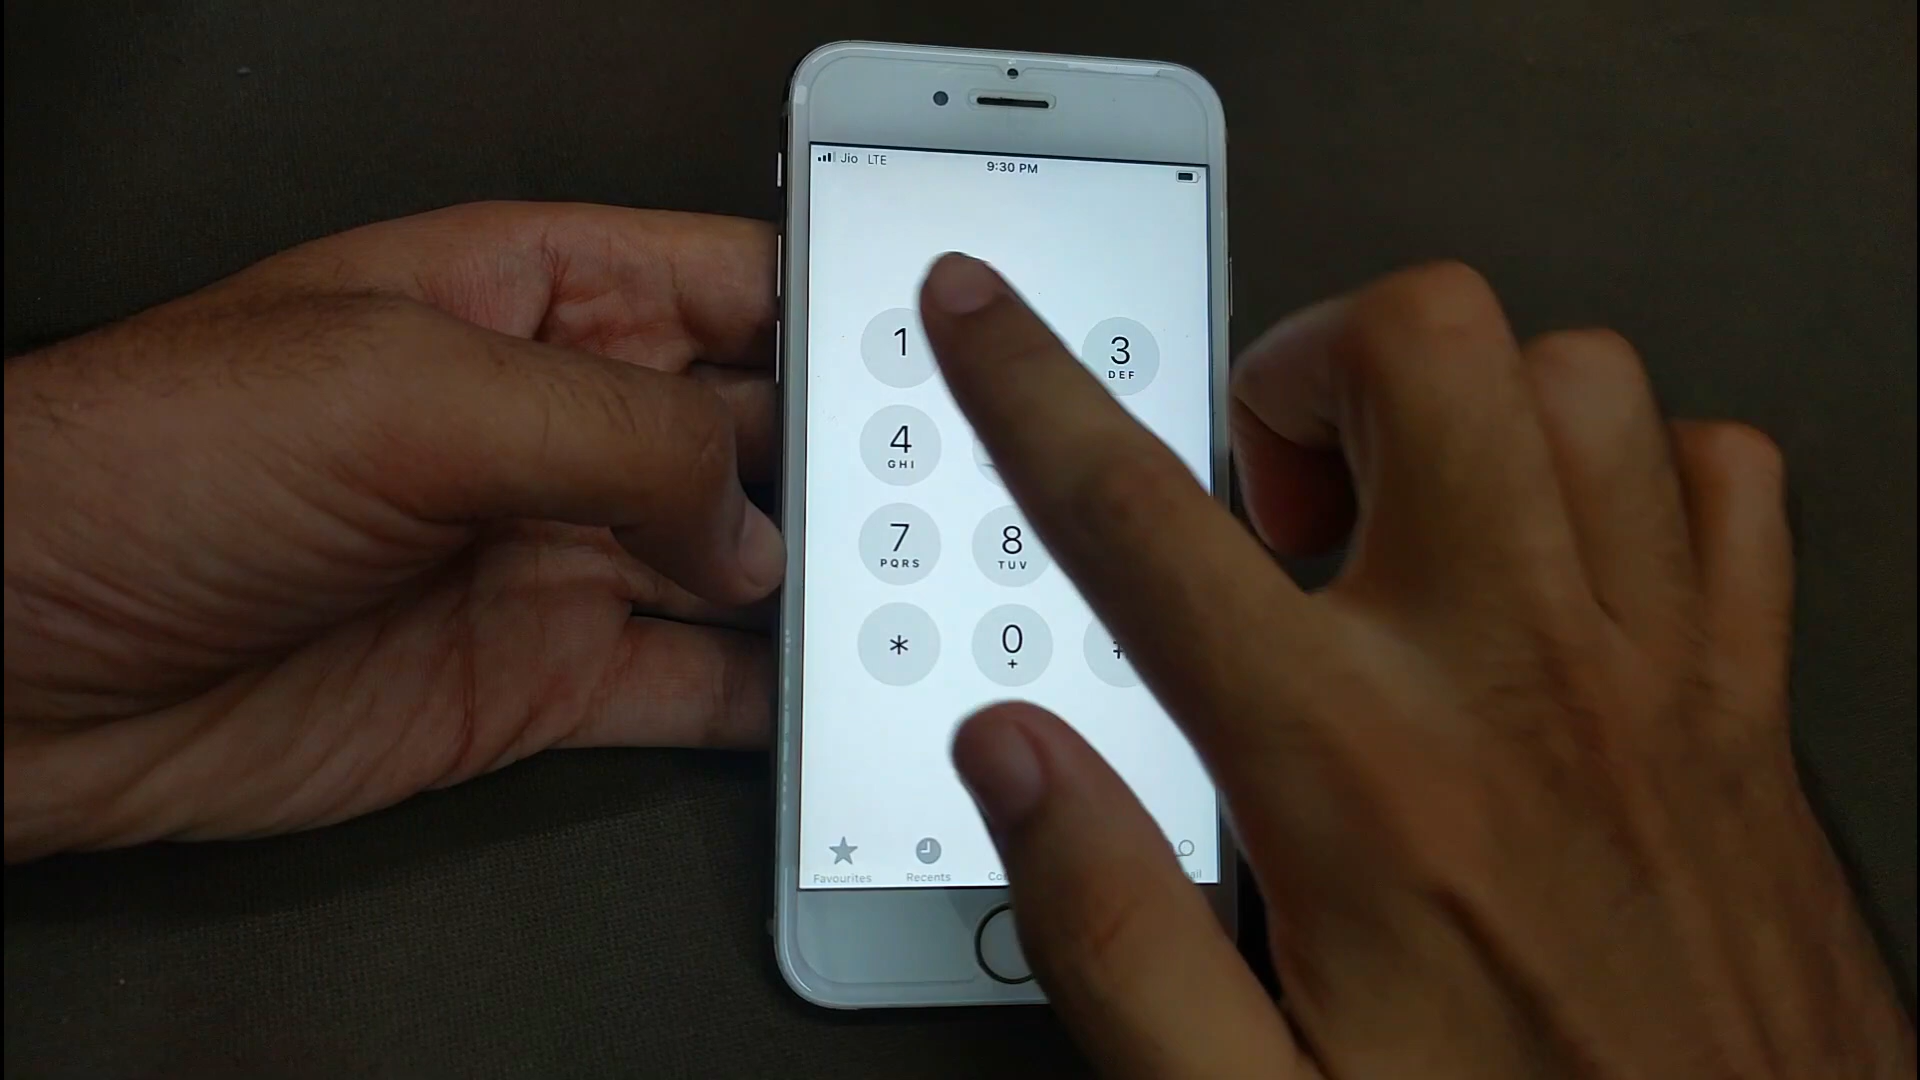 Jio LTE 9:30 PM
1 3
DEF
4
GHI
7 8
PQRS TUV
* 0
+
Favourites Recents